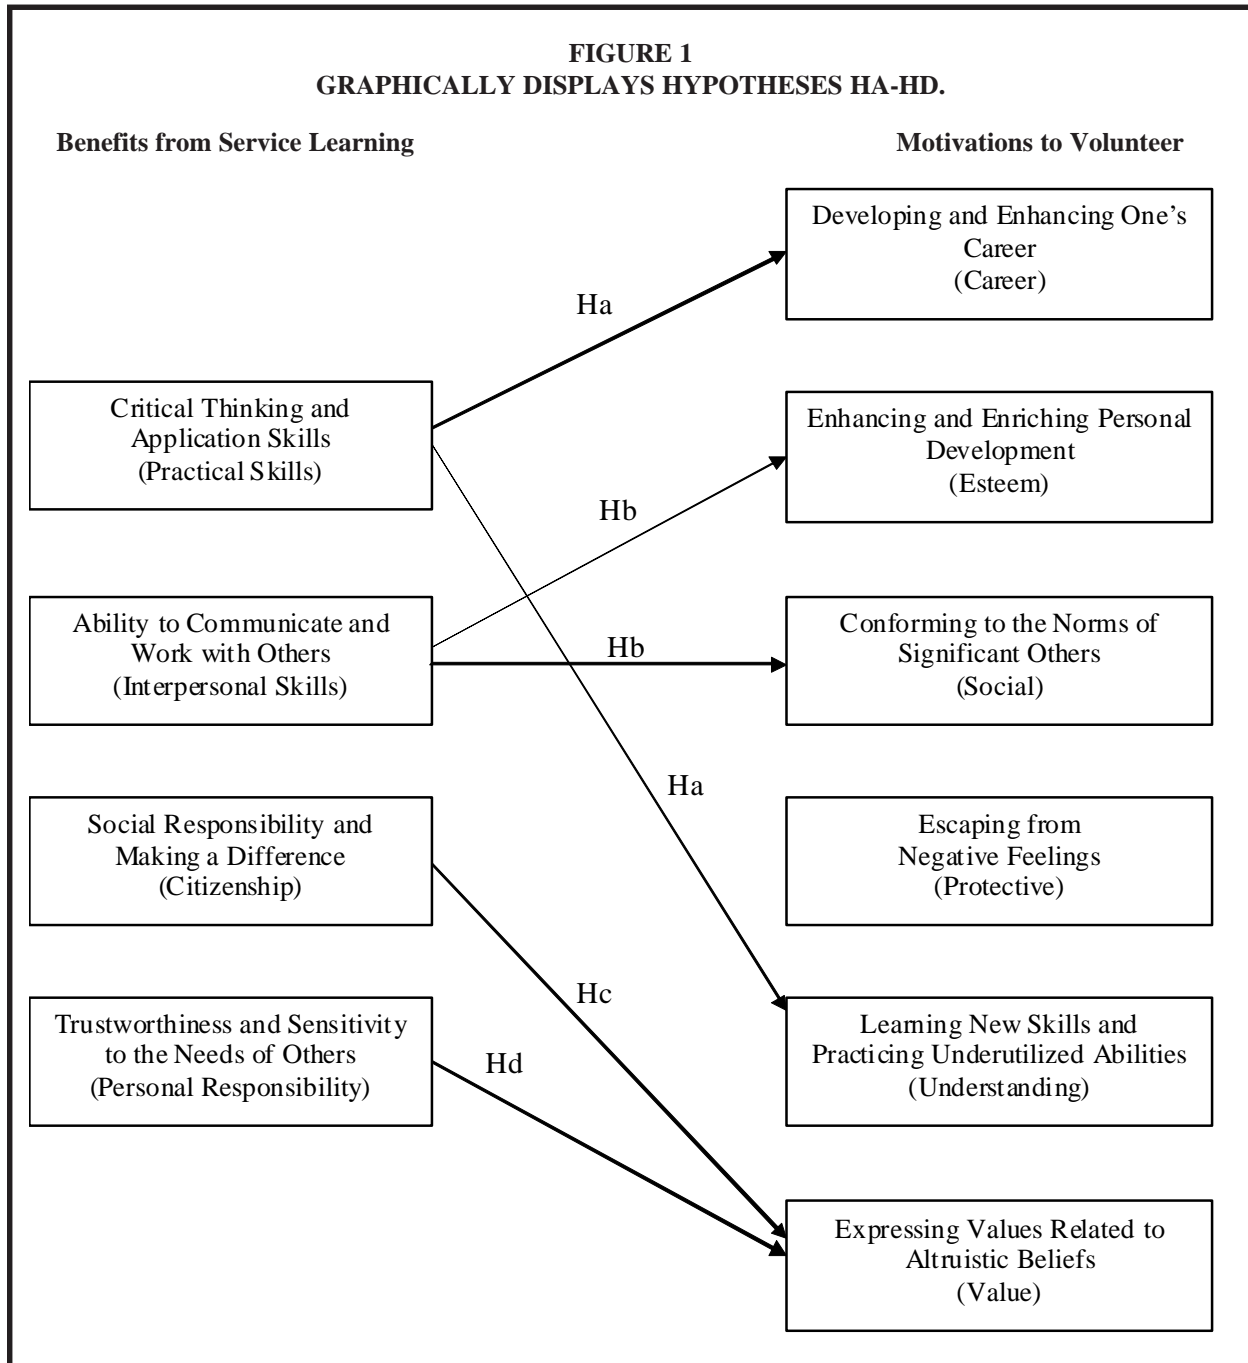 FIGURE 1
GRAPHICALLY DISPLAYS HYPOTHESES HA-HD.
Benefits from Service Learning
Motivations to Volunteer
Developing and Enhancing One’s
Career
(Career)
Ha
Critical Thinking and
Application Skills
(Practical Skills)
Enhancing and Enriching Personal
Development
(Esteem)
Hb
Ability to Communicate and
Work with Others
(Interpersonal Skills)
Hb
Conforming to the Norms of
Significant Others
(Social)
Ha
Social Responsibility and
Making a Difference
(Citizenship)
Escaping from
Negative Feelings
(Protective)
Hc
Trustworthiness and Sensitivity
to the Needs of Others
(Personal Responsibility)
Hd
Learning New Skills and
Practicing Underutilized Abilities
(Understanding)
Expressing Values Related to
Altruistic Beliefs
(Value)